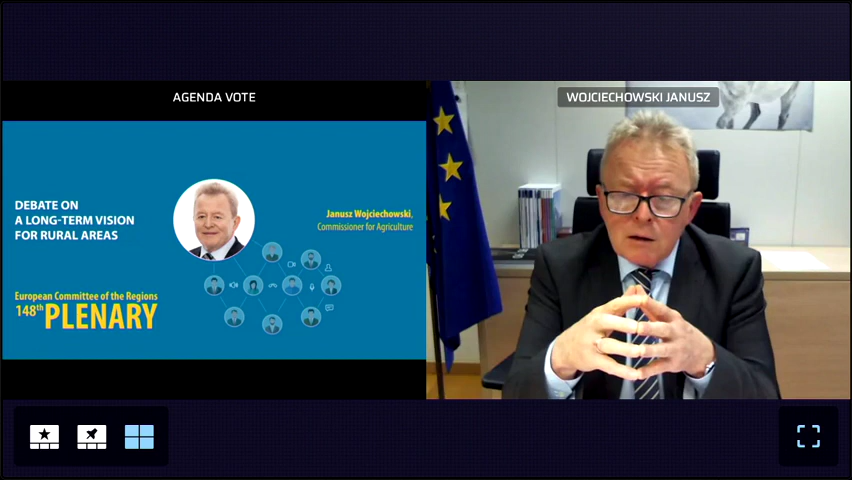 AGENDA VOTE
WOJCIECHOWSKI JANUSZ
DEBATE ON
A LONG-TERM VISION
FOR RURAL AREAS
Janusz Wojciechowski,
Commissioner for Agriculture
European Committee of the Regions
148th PLENARY